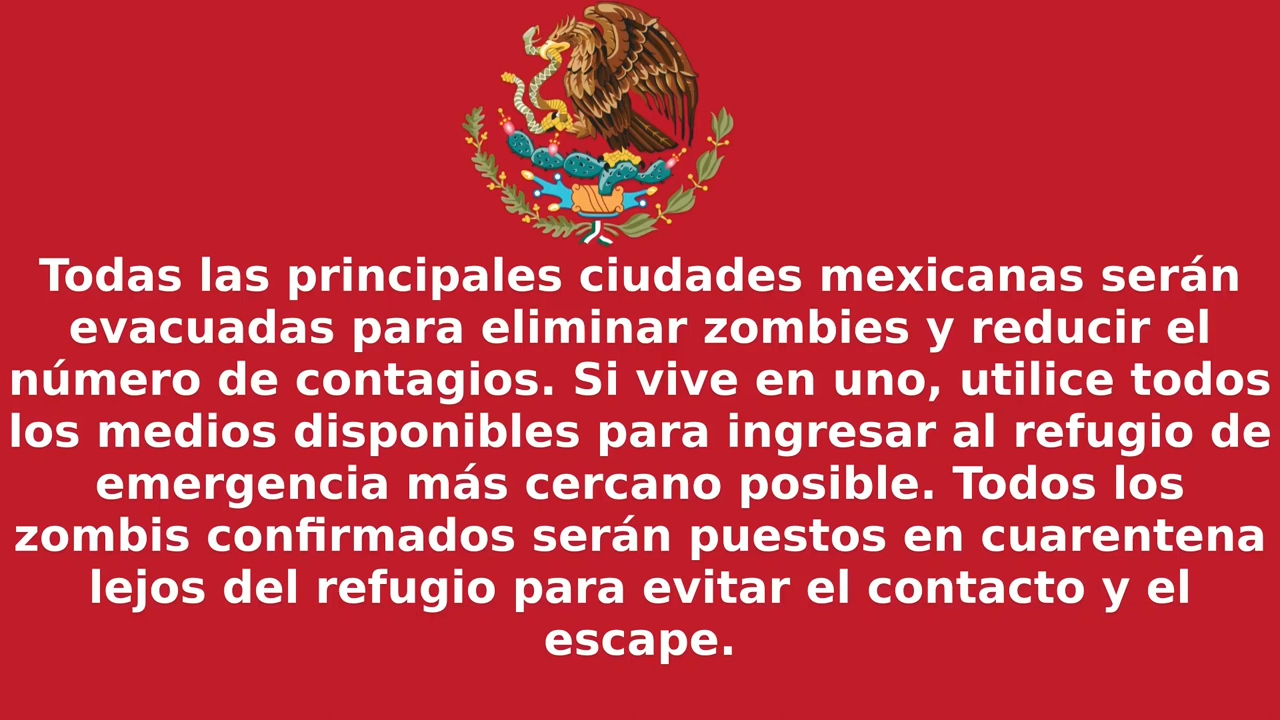 Todas las principales ciudades mexicanas serán
evacuadas para eliminar zombies y reducir el
número de contagios. Si vive en uno, utilice todos
los medios disponibles para ingresar al refugio de
emergencia más cercano posible. Todos los
zombis confirmados serán puestos en cuarentena
lejos del refugio para evitar el contacto y el
escape.